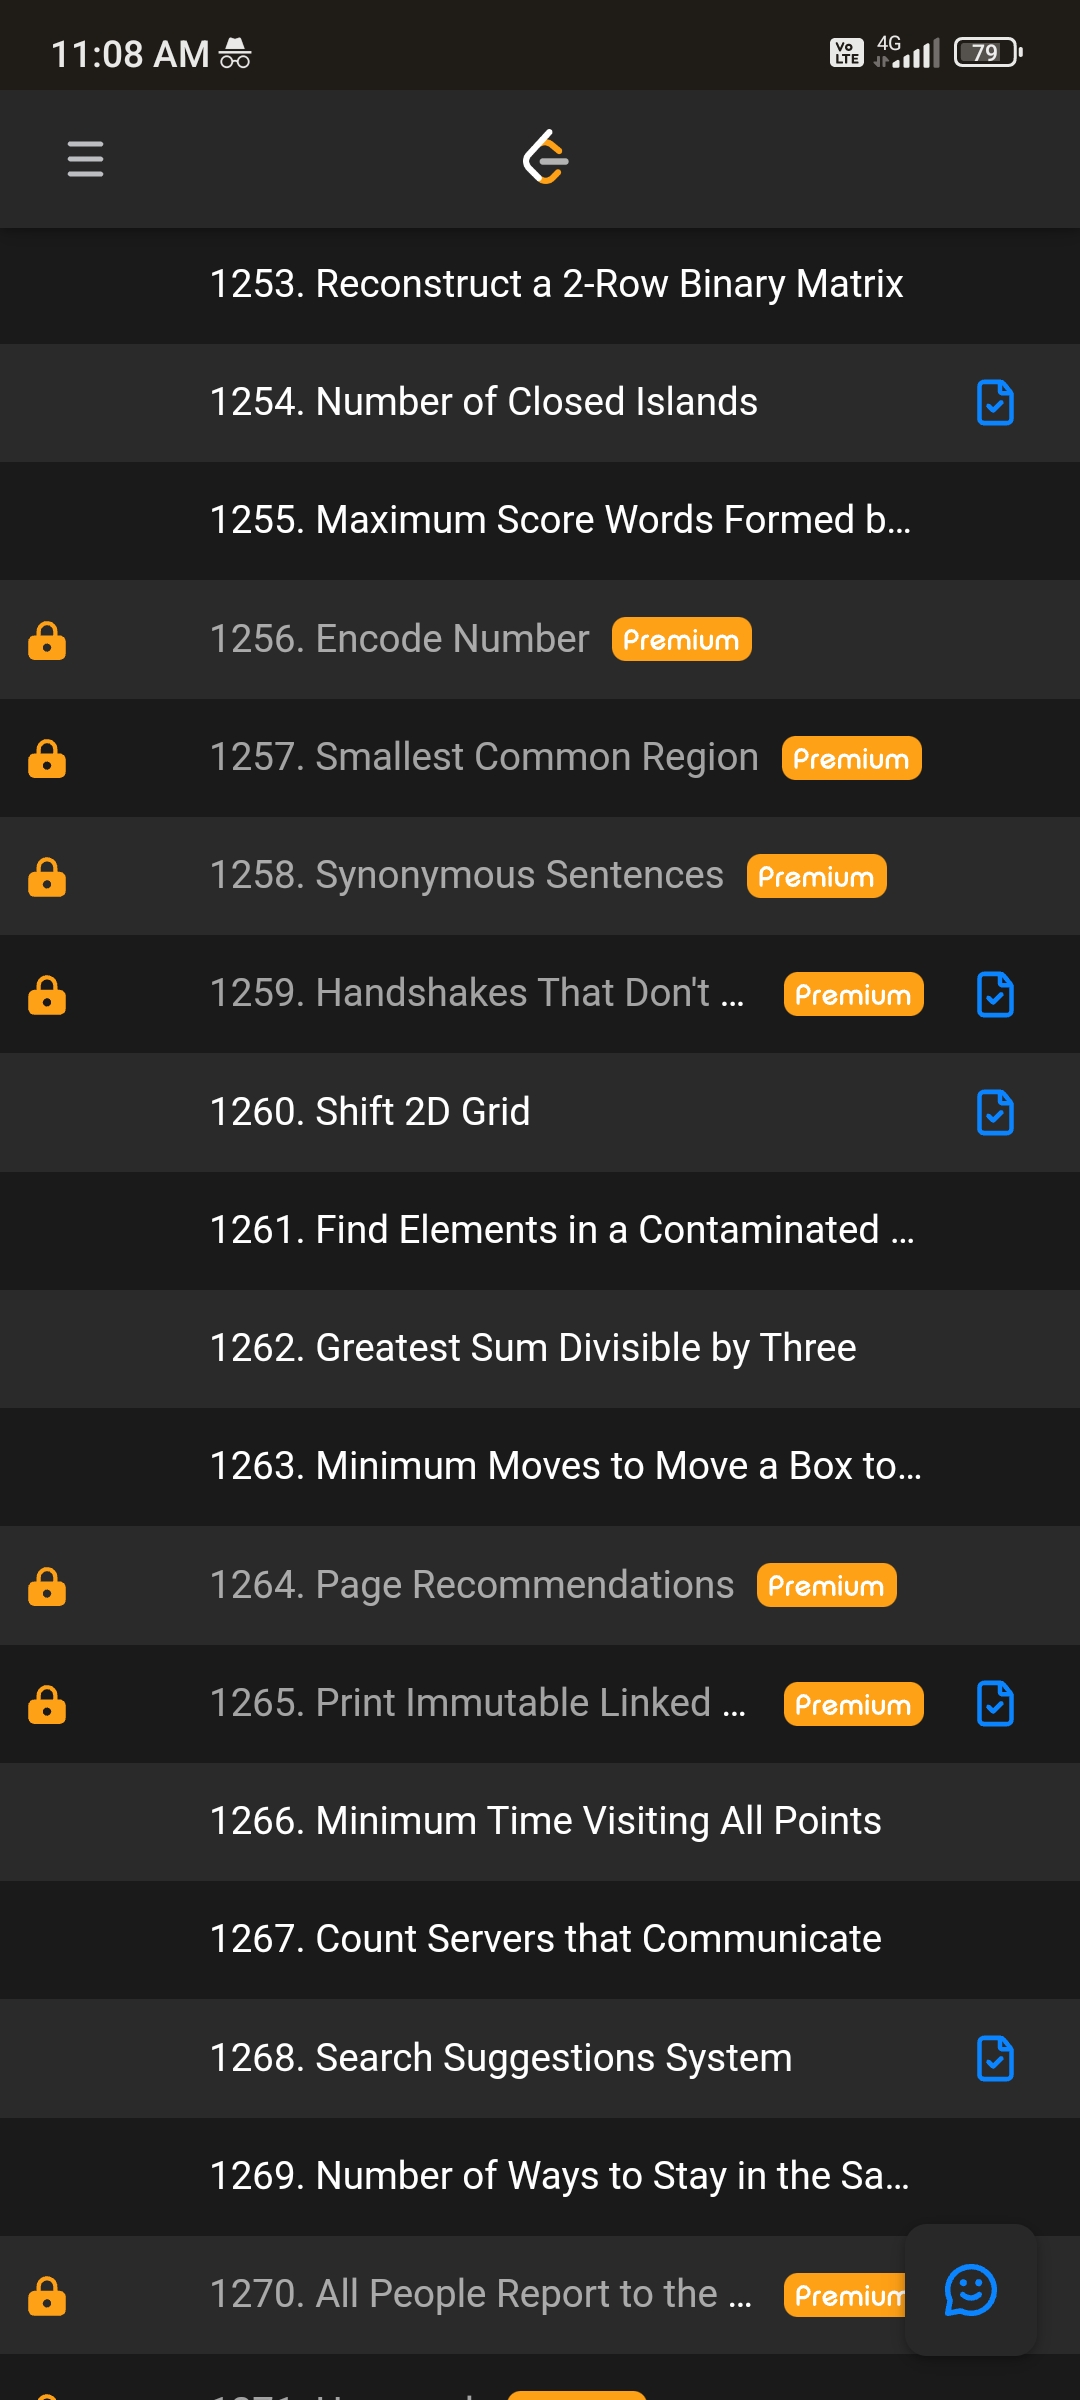 11:08 AM
Vo LTE 4G 79
1253. Reconstruct a 2-Row Binary Matrix
1254. Number of Closed Islands
1255. Maximum Score Words Formed b...
1256. Encode Number Premium
1257. Smallest Common Region Premium
1258. Synonymous Sentences Premium
1259. Handshakes That Don't ... Premium
1260. Shift 2D Grid
1261. Find Elements in a Contaminated ...
1262. Greatest Sum Divisible by Three
1263. Minimum Moves to Move a Box to...
1264. Page Recommendations Premium
1265. Print Immutable Linked ... Premium
1266. Minimum Time Visiting All Points
1267. Count Servers that Communicate
1268. Search Suggestions System
1269. Number of Ways to Stay in the Sa...
1270. All People Report to the ... Premium